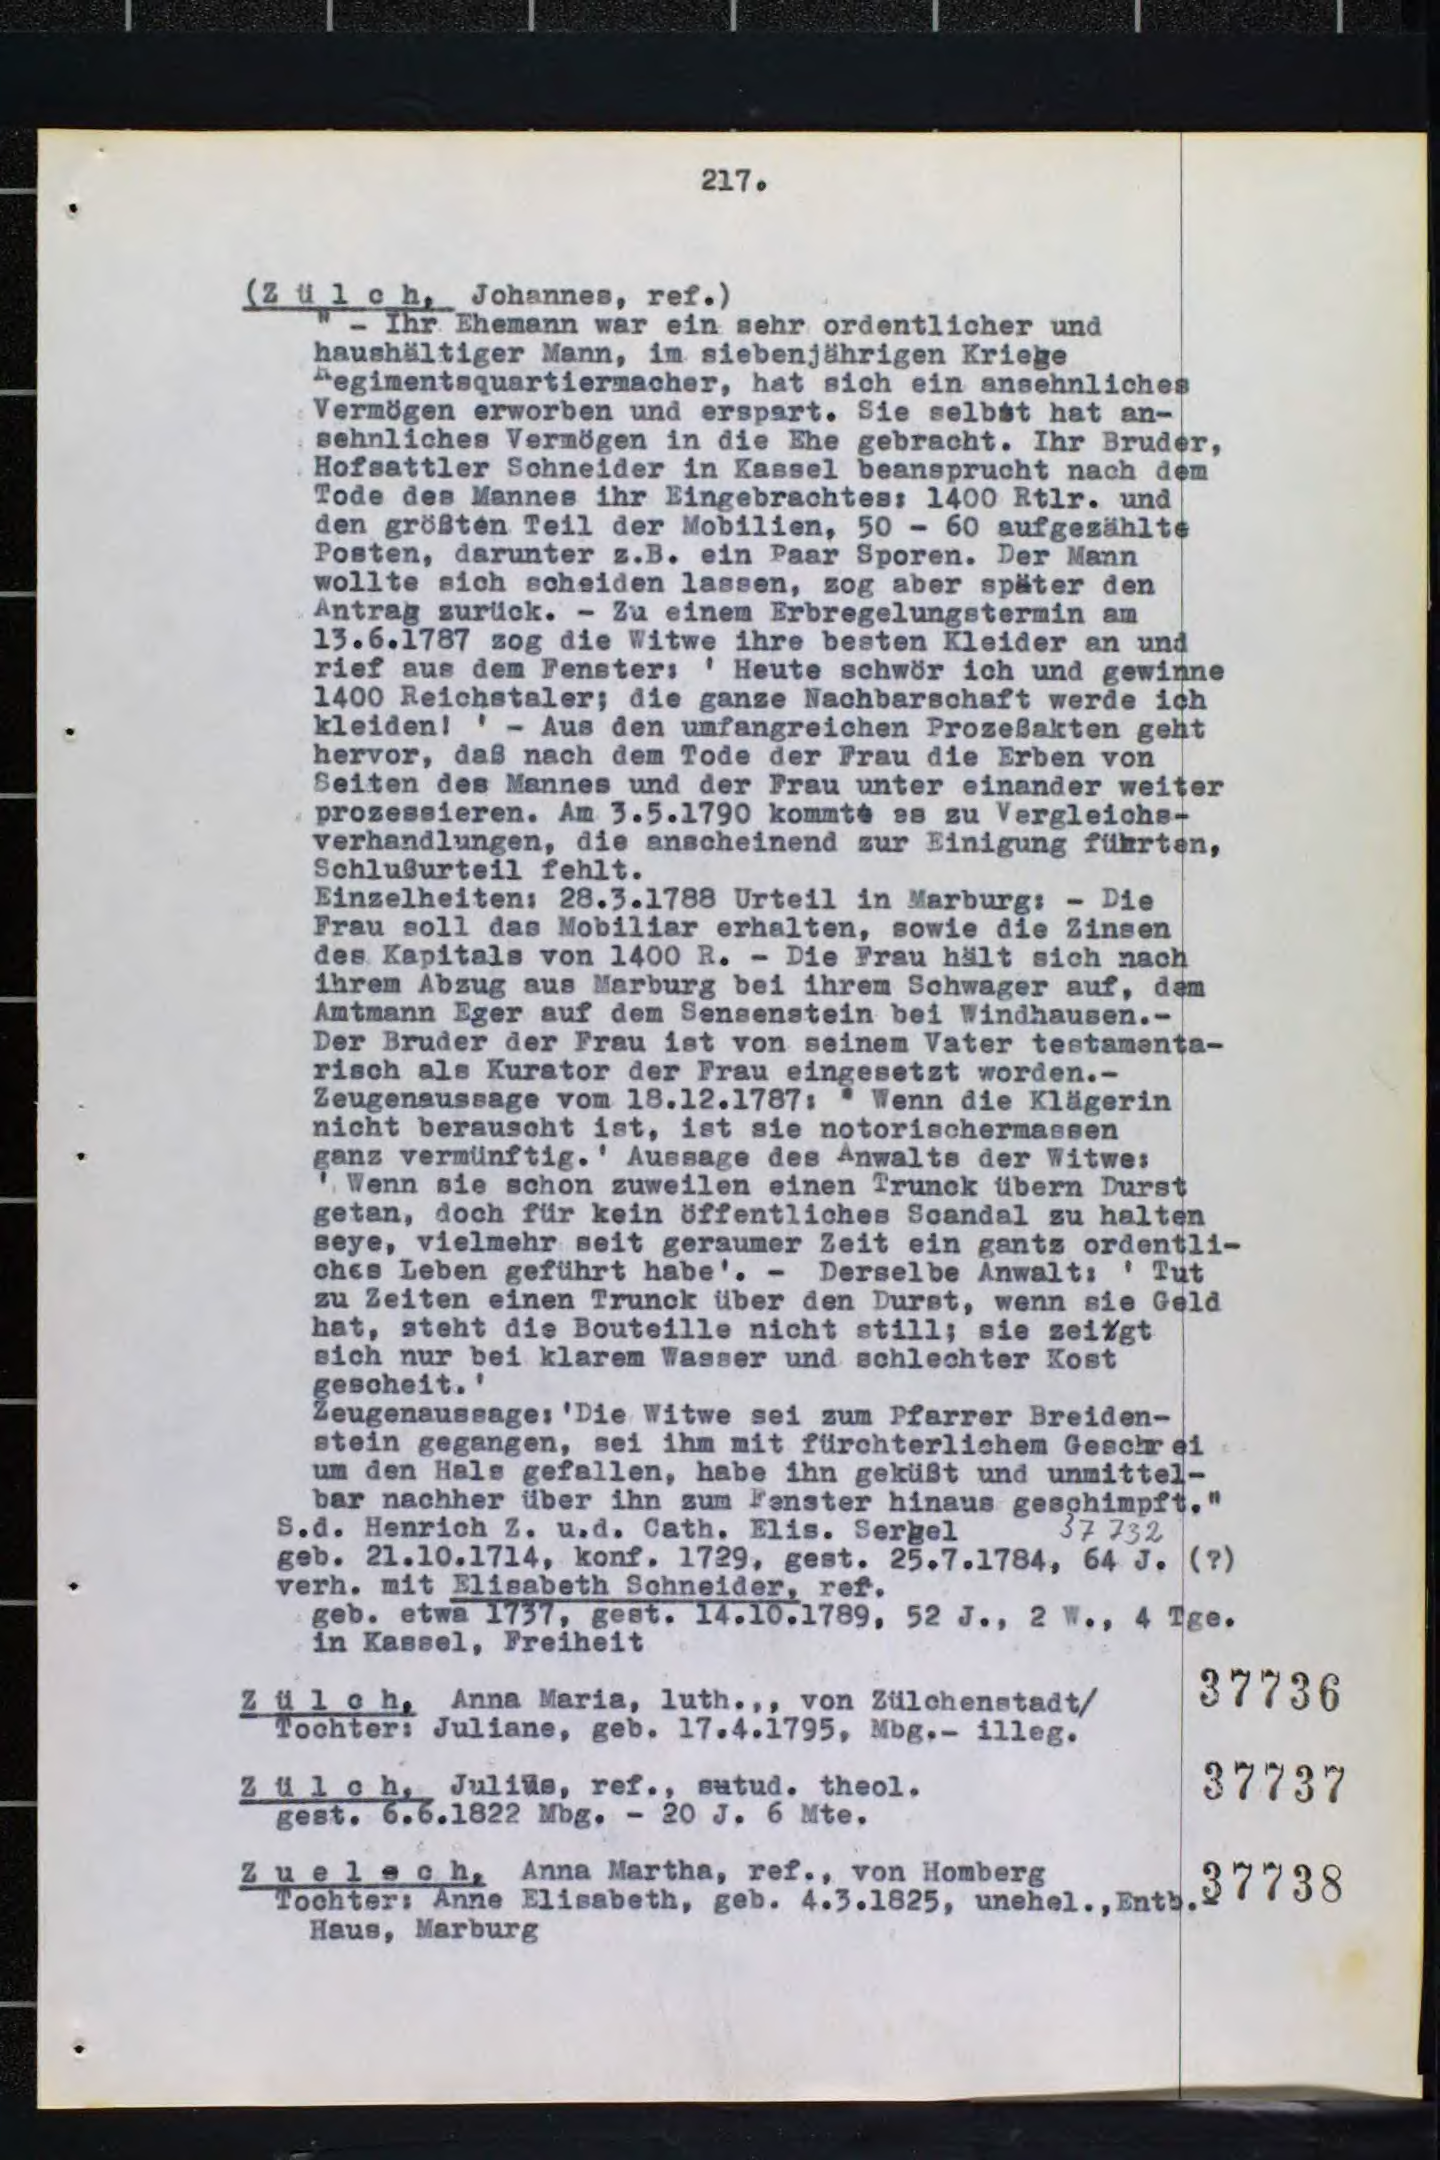 217.
(Z ü l c h, Johannes, ref.)
" - Ihr Ehemann war ein sehr ordentlicher und
haushältiger Mann, im siebenjährigen Kriege
Regimentsquartiermacher, hat sich ein ansehnliches
Vermögen erworben und erspart. Sie selbst hat an-
sehnliches Vermögen in die Ehe gebracht. Ihr Bruder,
Hofsattler Schneider in Kassel beansprucht nach dem
Tode des Mannes ihr Eingebrachtes: 1400 Rtlr. und
den größten Teil der Mobilien, 50 - 60 aufgezählte
Posten, darunter z.B. ein Paar Sporen. Der Mann
wollte sich scheiden lassen, zog aber später den
Antrag zurück. - Zu einem Erbregelungstermin am
13.6.1787 zog die Witwe ihre besten Kleider an und
rief aus dem Fenster: ' Heute schwör ich und gewinne
1400 Reichstaler; die ganze Nachbarschaft werde ich
kleiden! ' - Aus den umfangreichen Prozeßakten geht
hervor, daß nach dem Tode der Frau die Erben von
Seiten des Mannes und der Frau unter einander weiter
prozessieren. Am 3.5.1790 kommt es zu Vergleichs-
verhandlungen, die anscheinend zur Einigung führten,
Schlußurteil fehlt.
Einzelheiten: 28.3.1788 Urteil in Marburg: - Die
Frau soll das Mobiliar erhalten, sowie die Zinsen
des Kapitals von 1400 R. - Die Frau hält sich nach
ihrem Abzug aus Marburg bei ihrem Schwager auf, dem
Amtmann Eger auf dem Sensenstein bei Windhausen.-
Der Bruder der Frau ist von seinem Vater testamenta-
risch als Kurator der Frau eingesetzt worden.-
Zeugenaussage vom 18.12.1787: " Wenn die Klägerin
nicht berauscht ist, ist sie notorischermassen
ganz vermünftig.' Aussage des Anwalts der Witwe:
' Wenn sie schon zuweilen einen Trunck übern Durst
getan, doch für kein öffentliches Scandal zu halten
seye, vielmehr seit geraumer Zeit ein gantz ordentli-
ches Leben geführt habe'. - Derselbe Anwalt: ' Tut
zu Zeiten einen Trunck über den Durst, wenn sie Geld
hat, steht die Bouteille nicht still; sie zeigt
sich nur bei klarem Wasser und schlechter Kost
gescheit.'
Zeugenaussage: 'Die Witwe sei zum Pfarrer Breiden-
stein gegangen, sei ihm mit fürchterlichem Geschrei
um den Hals gefallen, habe ihn geküßt und unmittel-
bar nachher über ihn zum Fenster hinaus geschimpft."
S.d. Henrich Z. u.d. Cath. Elis. Sergel 37 732
geb. 21.10.1714, konf. 1729, gest. 25.7.1784, 64 J. (?)
verh. mit Elisabeth Schneider, ref.
geb. etwa 1737, gest. 14.10.1789, 52 J., 2 W., 4 Tge.
in Kassel, Freiheit
Z ü l c h, Anna Maria, luth.,, von Zülchenstadt/ 37736
Tochter: Juliane, geb. 17.4.1795, Mbg.- illeg.
Z ü l c h, Julius, ref., stud. theol. 37737
gest. 6.6.1822 Mbg. - 20 J. 6 Mte.
Z u e l s c h, Anna Martha, ref., von Homberg 37738
Tochter: Anne Elisabeth, geb. 4.3.1825, unehel.,Entb.-
Haus, Marburg